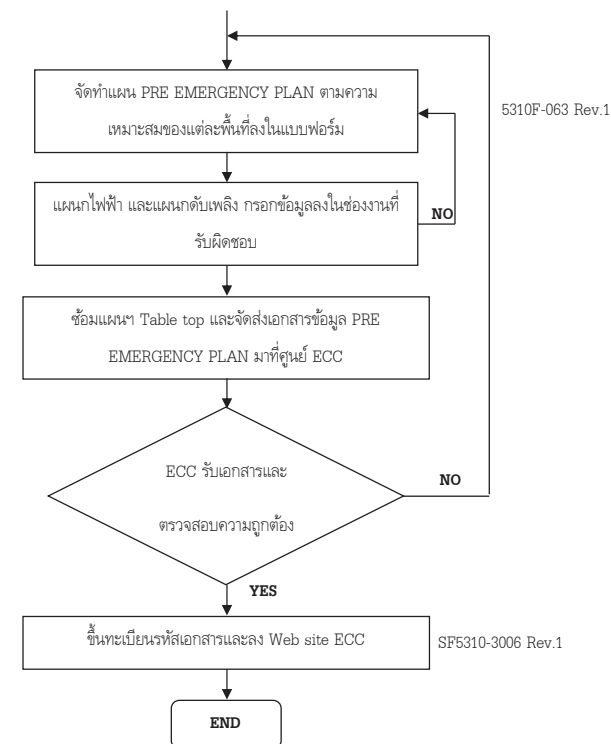 จัดทำแผน PRE EMERGENCY PLAN ตามความ
เหมาะสมของแต่ละพื้นที่ลงในแบบฟอร์ม
5310F-063 Rev.1
แผนกไฟฟ้า และแผนกดับเพลิง กรอกข้อมูลลงในช่องงานที่
รับผิดชอบ
NO
ซ้อมแผนฯ Table top และจัดส่งเอกสารข้อมูล PRE
EMERGENCY PLAN มาที่ศูนย์ ECC
ECC รับเอกสารและ
ตรวจสอบความถูกต้อง
NO
YES
ขึ้นทะเบียนรหัสเอกสารและลง Web site ECC
SF5310-3006 Rev.1
END